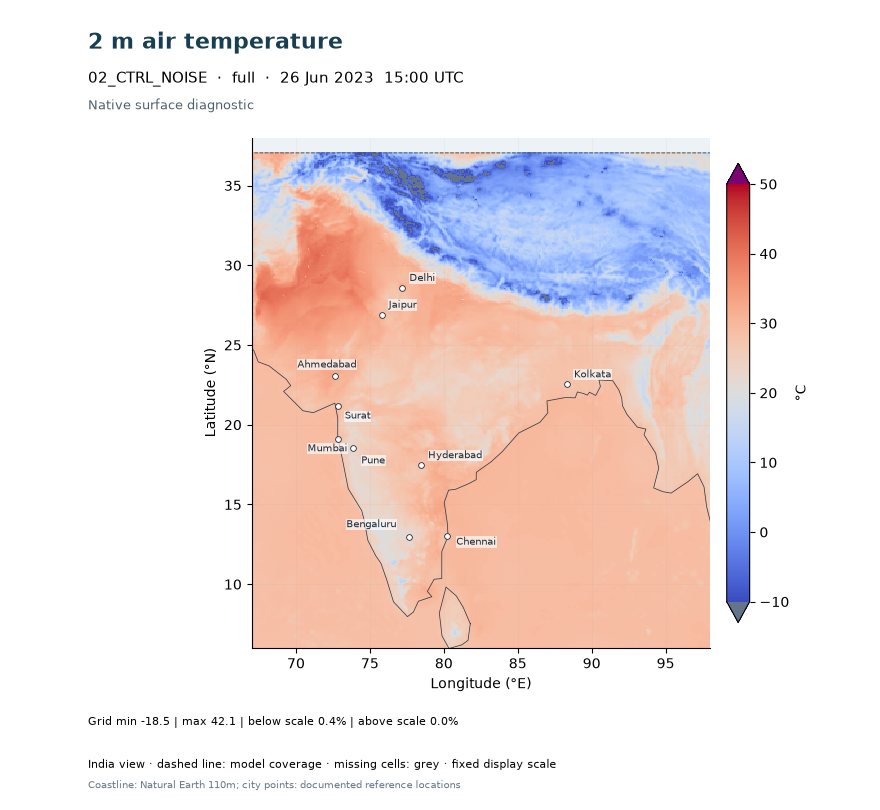 2 m air temperature
02_CTRL_NOISE · full · 26 Jun 2023 15:00 UTC
Native surface diagnostic
35
30
25
20
15
10
Latitude (°N)
Delhi
Jaipur
Ahmedabad
Kolkata
Surat
Mumbai
Pune
Hyderabad
Bengaluru
Chennai
70
75
80
85
90
95
Longitude (°E)
50
40
30
20
10
0
−10
°C
Grid min -18.5 | max 42.1 | below scale 0.4% | above scale 0.0%
India view · dashed line: model coverage · missing cells: grey · fixed display scale
Coastline: Natural Earth 110m; city points: documented reference locations